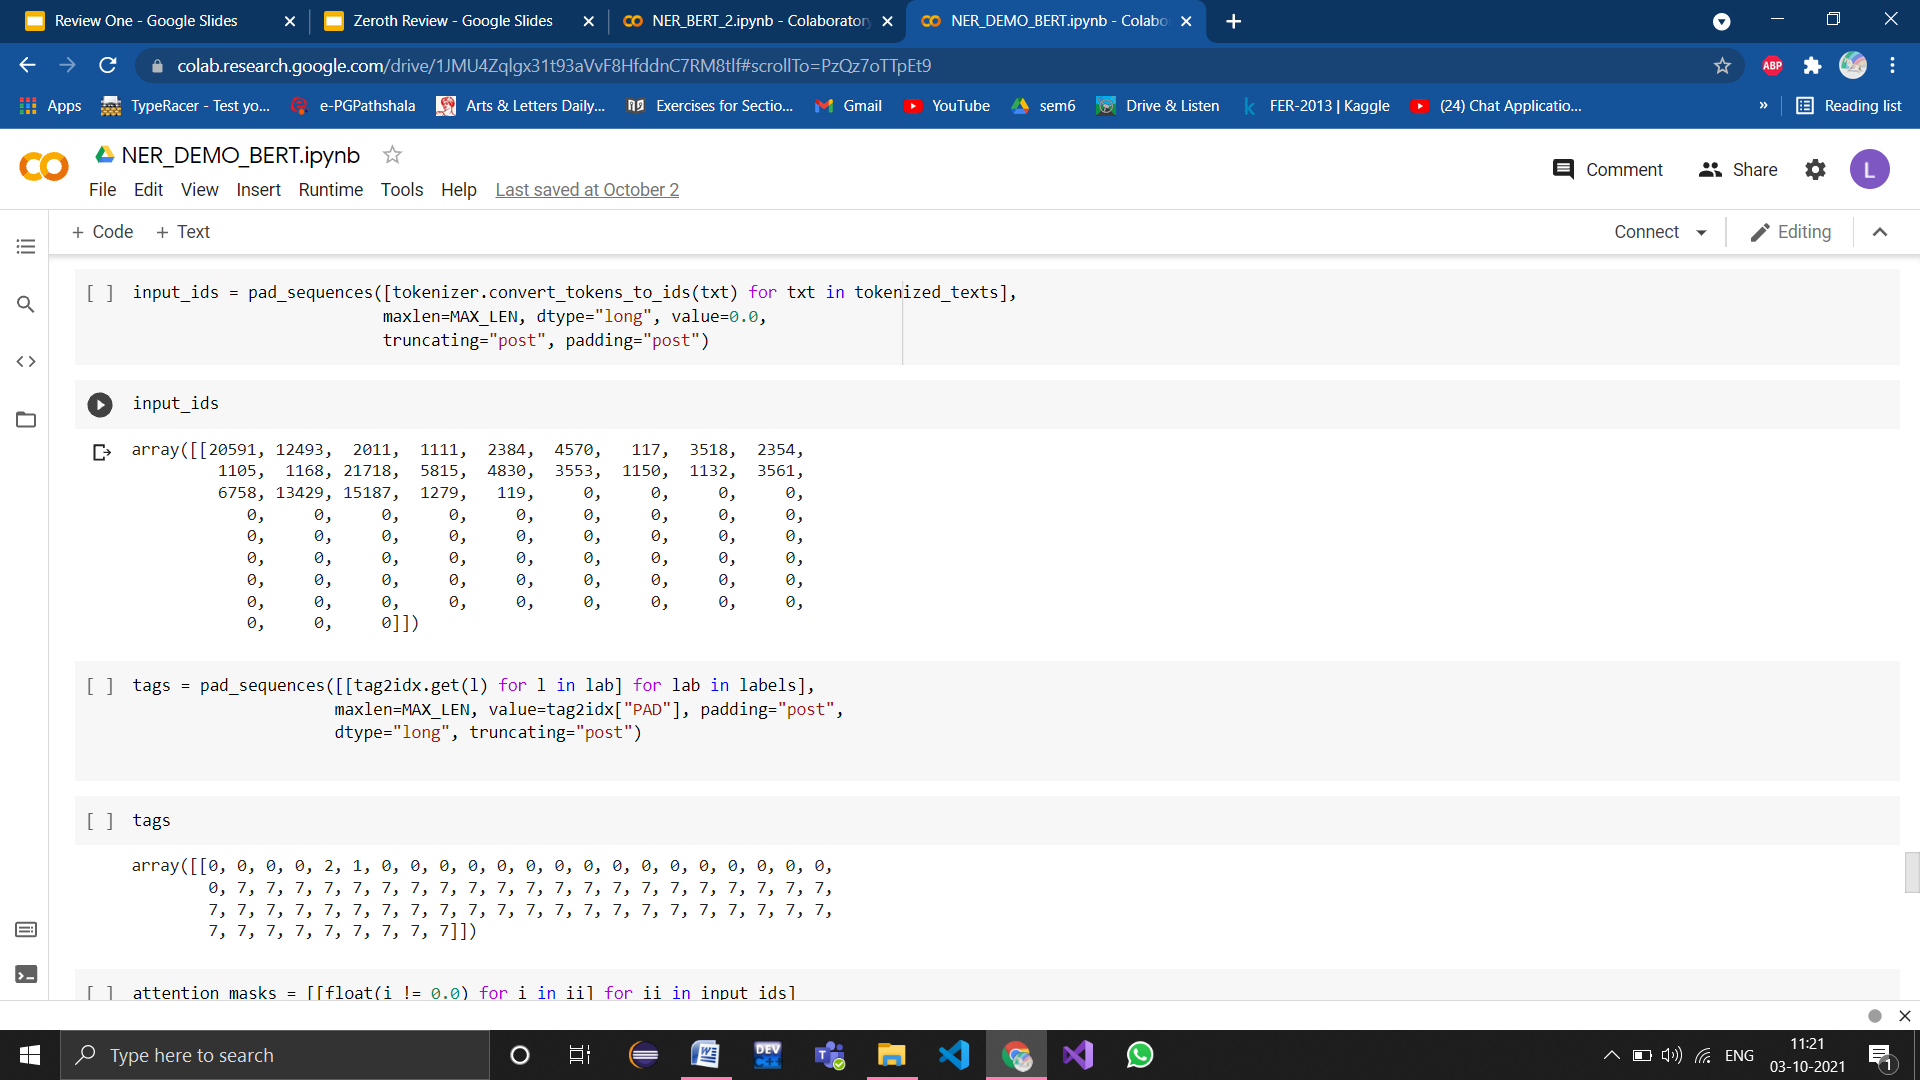 Review One - Google Slides
Zeroth Review - Google Slides
NER_BERT_2.ipynb - Colaboratory
NER_DEMO_BERT.ipynb - Colabo
colab.research.google.com/drive/1JMU4Zqlgx31t93aVvF8HfddnC7RM8tlf#scrollTo=PzQz7oTTpEt9
ABP
Apps
TypeRacer - Test yo...
e-PGPathshala
Arts & Letters Daily...
Exercises for Sectio...
Gmail
YouTube
sem6
Drive & Listen
k FER-2013 | Kaggle
(24) Chat Applicatio...
»
Reading list
NER_DEMO_BERT.ipynb
Comment
Share
L
File Edit View Insert Runtime Tools Help Last saved at October 2
+ Code + Text
Connect
Editing
[ ] input_ids = pad_sequences([tokenizer.convert_tokens_to_ids(txt) for txt in tokenized_texts],
maxlen=MAX_LEN, dtype="long", value=0.0,
truncating="post", padding="post")
input_ids
array([[20591, 12493, 2011, 1111, 2384, 4570, 117, 3518, 2354,
1105, 1168, 21718, 5815, 4830, 3553, 1150, 1132, 3561,
6758, 13429, 15187, 1279, 119, 0, 0, 0, 0,
0, 0, 0, 0, 0, 0, 0, 0, 0,
0, 0, 0, 0, 0, 0, 0, 0, 0,
0, 0, 0, 0, 0, 0, 0, 0, 0,
0, 0, 0, 0, 0, 0, 0, 0, 0,
0, 0, 0, 0, 0, 0, 0, 0, 0,
0, 0, 0]])
[ ] tags = pad_sequences([[tag2idx.get(l) for l in lab] for lab in labels],
maxlen=MAX_LEN, value=tag2idx["PAD"], padding="post",
dtype="long", truncating="post")
[ ] tags
array([[0, 0, 0, 0, 2, 1, 0, 0, 0, 0, 0, 0, 0, 0, 0, 0, 0, 0, 0, 0, 0, 0,
0, 7, 7, 7, 7, 7, 7, 7, 7, 7, 7, 7, 7, 7, 7, 7, 7, 7, 7, 7, 7, 7,
7, 7, 7, 7, 7, 7, 7, 7, 7, 7, 7, 7, 7, 7, 7, 7, 7, 7, 7, 7, 7, 7,
7, 7, 7, 7, 7, 7, 7, 7, 7]])
[ ] attention_masks = [[float(i != 0.0) for i in ii] for ii in input_ids]
Type here to search
DEV
ENG
11:21
03-10-2021
1